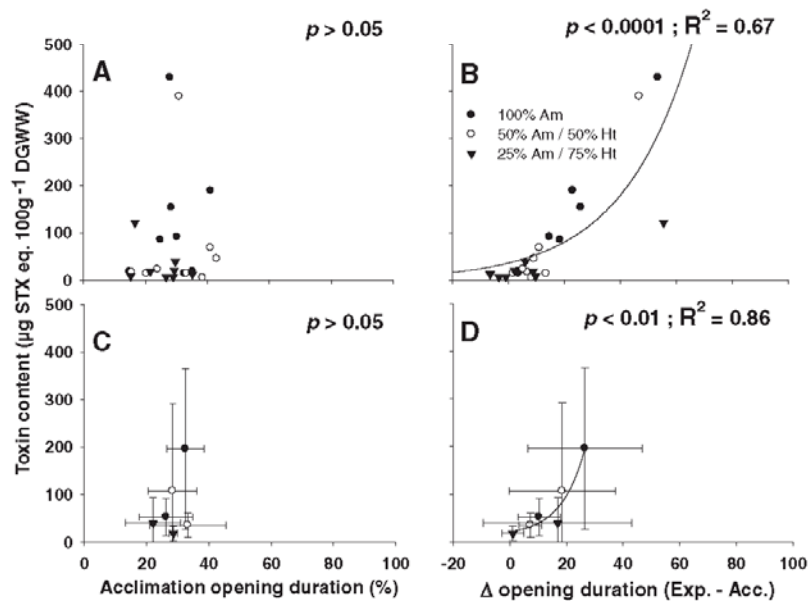 p > 0.05
p < 0.0001 ; R² = 0.67
Toxin content (µg STX eq. 100g⁻¹ DGWW)
500
400
300
200
100
0
A
B
100% Am
50% Am / 50% Ht
25% Am / 75% Ht
p > 0.05
p < 0.01 ; R² = 0.86
500
400
300
200
100
0
C
D
0 20 40 60 80 100
-20 0 20 40 60 80 100
Acclimation opening duration (%)
Δ opening duration (Exp. - Acc.)